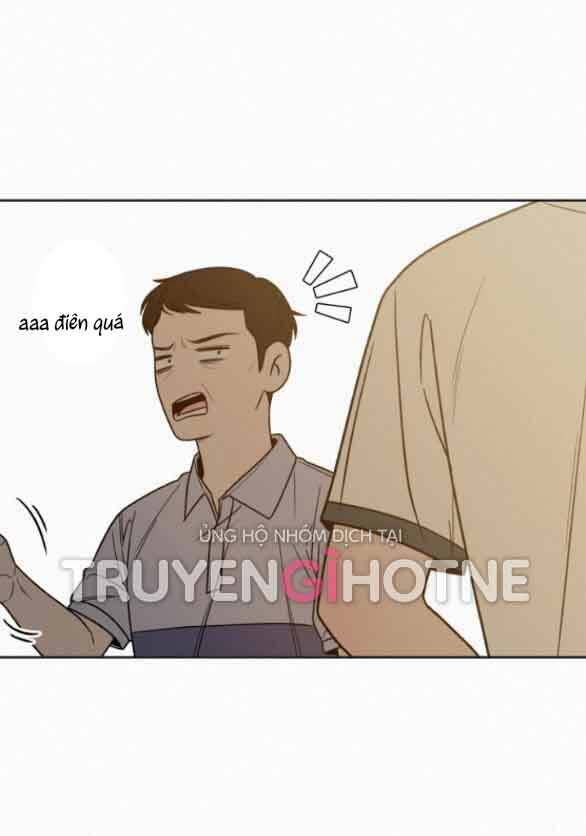 aaa điên quá
ỦNG HỘ NHÓM DỊCH TẠI
TRUYENGIHOTNE